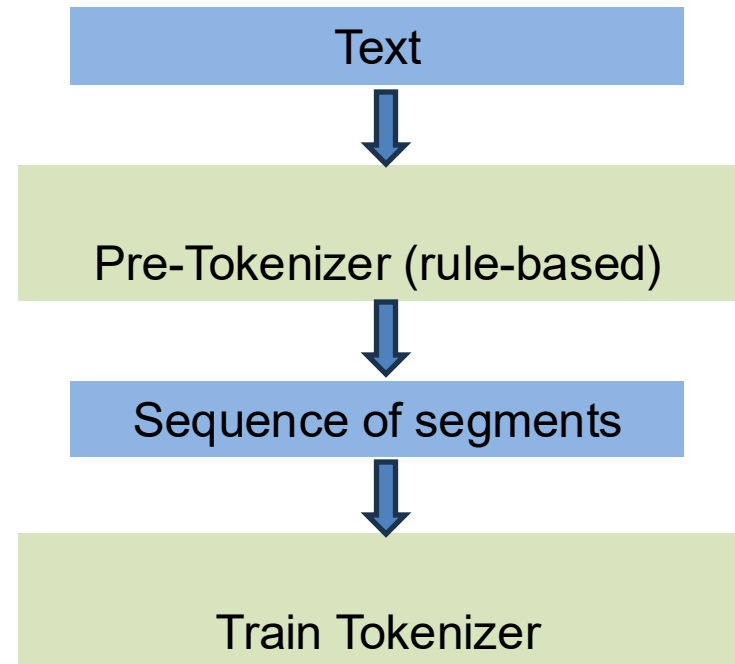 Text
Pre-Tokenizer (rule-based)
Sequence of segments
Train Tokenizer